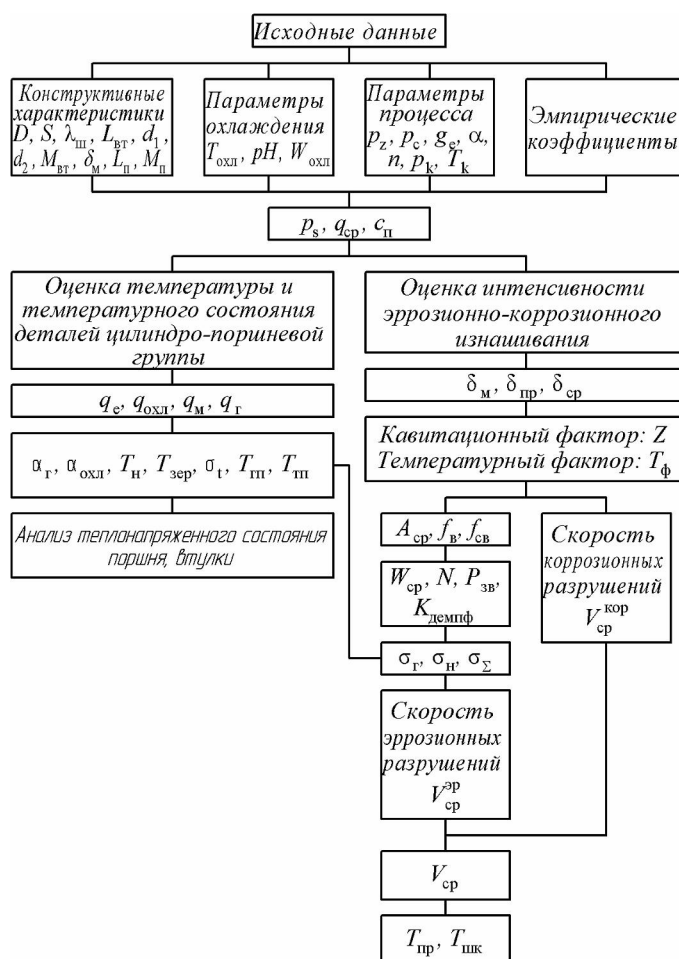 Исходные данные
Конструктивные
характеристики
D, S, λш, Lвт, d1,
d2, Mвт, δм, Lп, Mп
Параметры
охлаждения
Tохл, pH, Wохл
Параметры
процесса
pz, pc, ge, α,
n, pk, Tk
Эмпирические
коэффициенты
ps, qср, cп
Оценка температуры и
температурного состояния
деталей цилиндро-поршневой
группы
qe, qохл, qм, qг
αг, αохл, Tн, Tзер, σt, Tгп, Tтп
Анализ теплонапряженного состояния
поршня, втулки
Оценка интенсивности
эррозионно-коррозионного
изнашивания
δм, δпр, δср
Кавитационный фактор: Z
Температурный фактор: Tф
Aср, fв, fсв
Wср, N, Pзв,
Kдемпф
σг, σн, σΣ
Скорость
эррозионных
разрушений
Vср^эр
Скорость
коррозионных
разрушений
Vср^кор
Vср
Tпр, Tшк